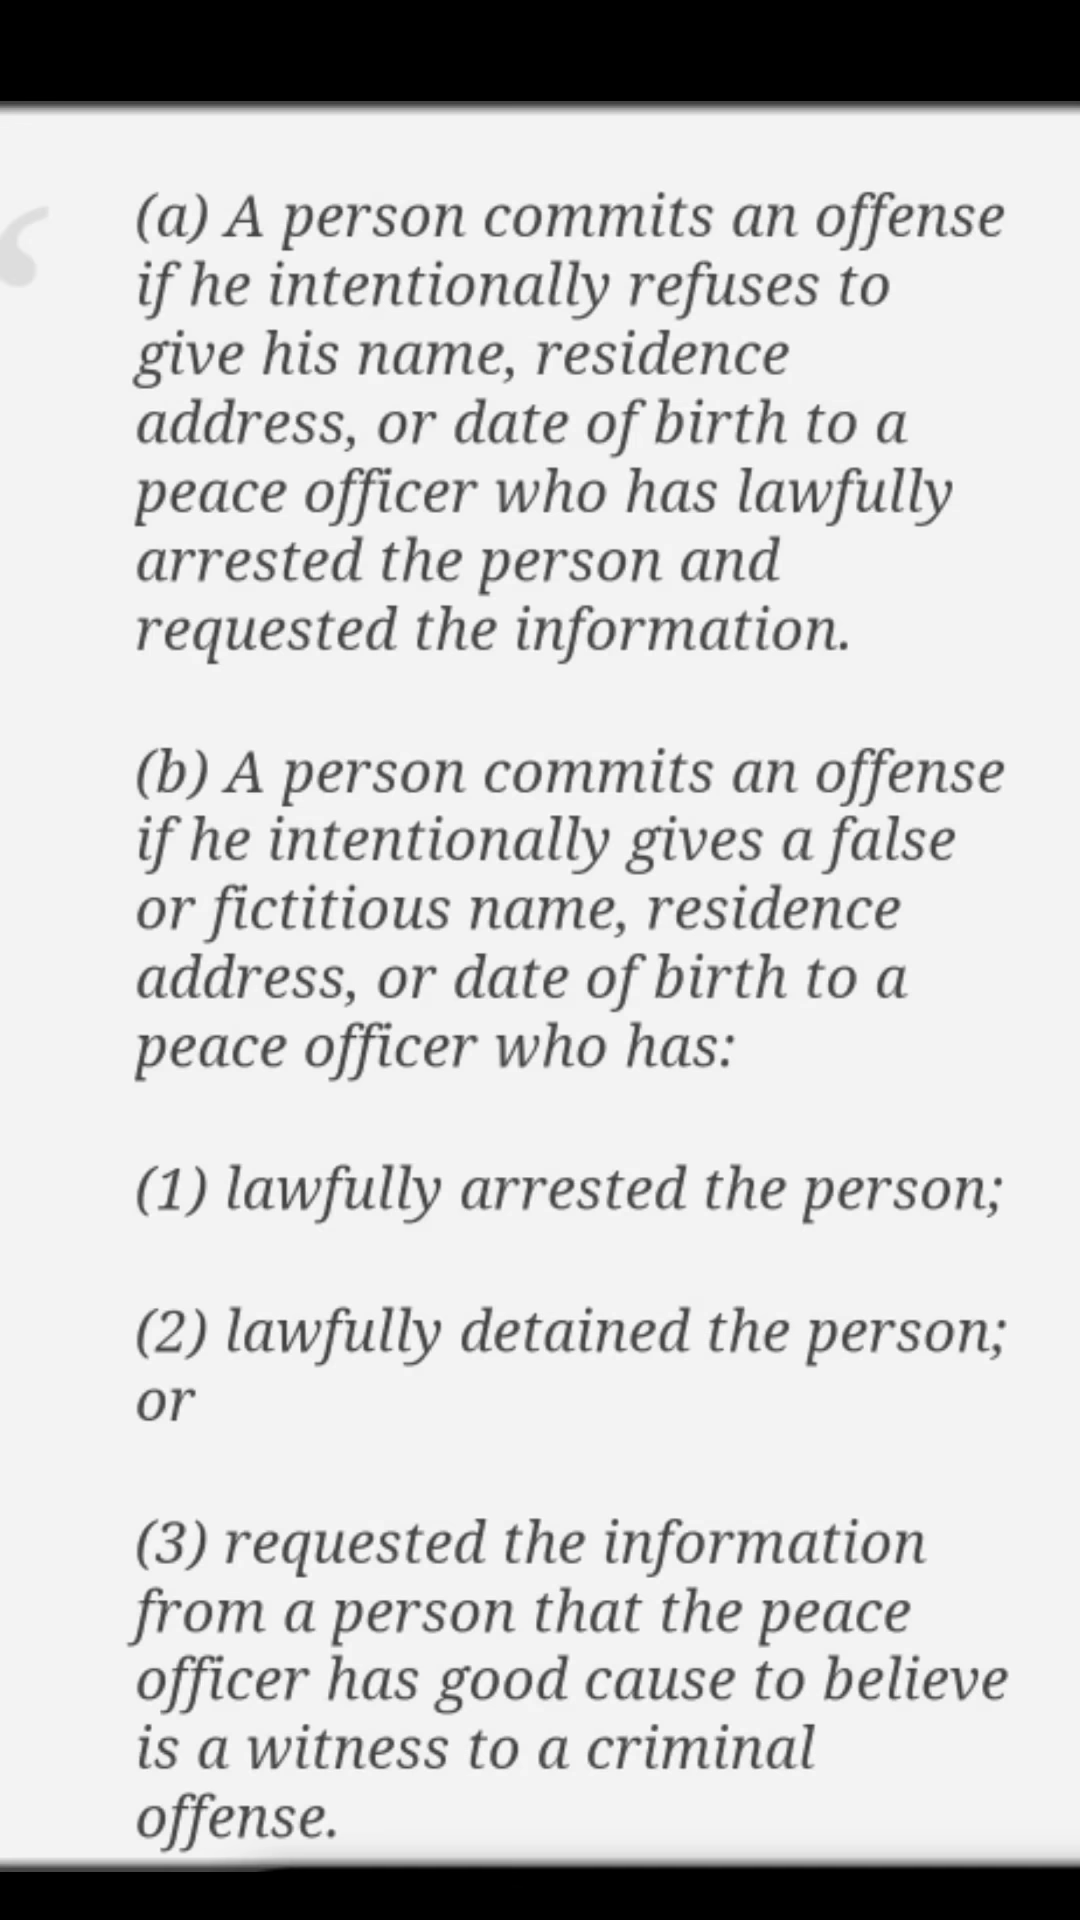 (a) A person commits an offense
if he intentionally refuses to
give his name, residence
address, or date of birth to a
peace officer who has lawfully
arrested the person and
requested the information.
(b) A person commits an offense
if he intentionally gives a false
or fictitious name, residence
address, or date of birth to a
peace officer who has:
(1) lawfully arrested the person;
(2) lawfully detained the person;
or
(3) requested the information
from a person that the peace
officer has good cause to believe
is a witness to a criminal
offense.